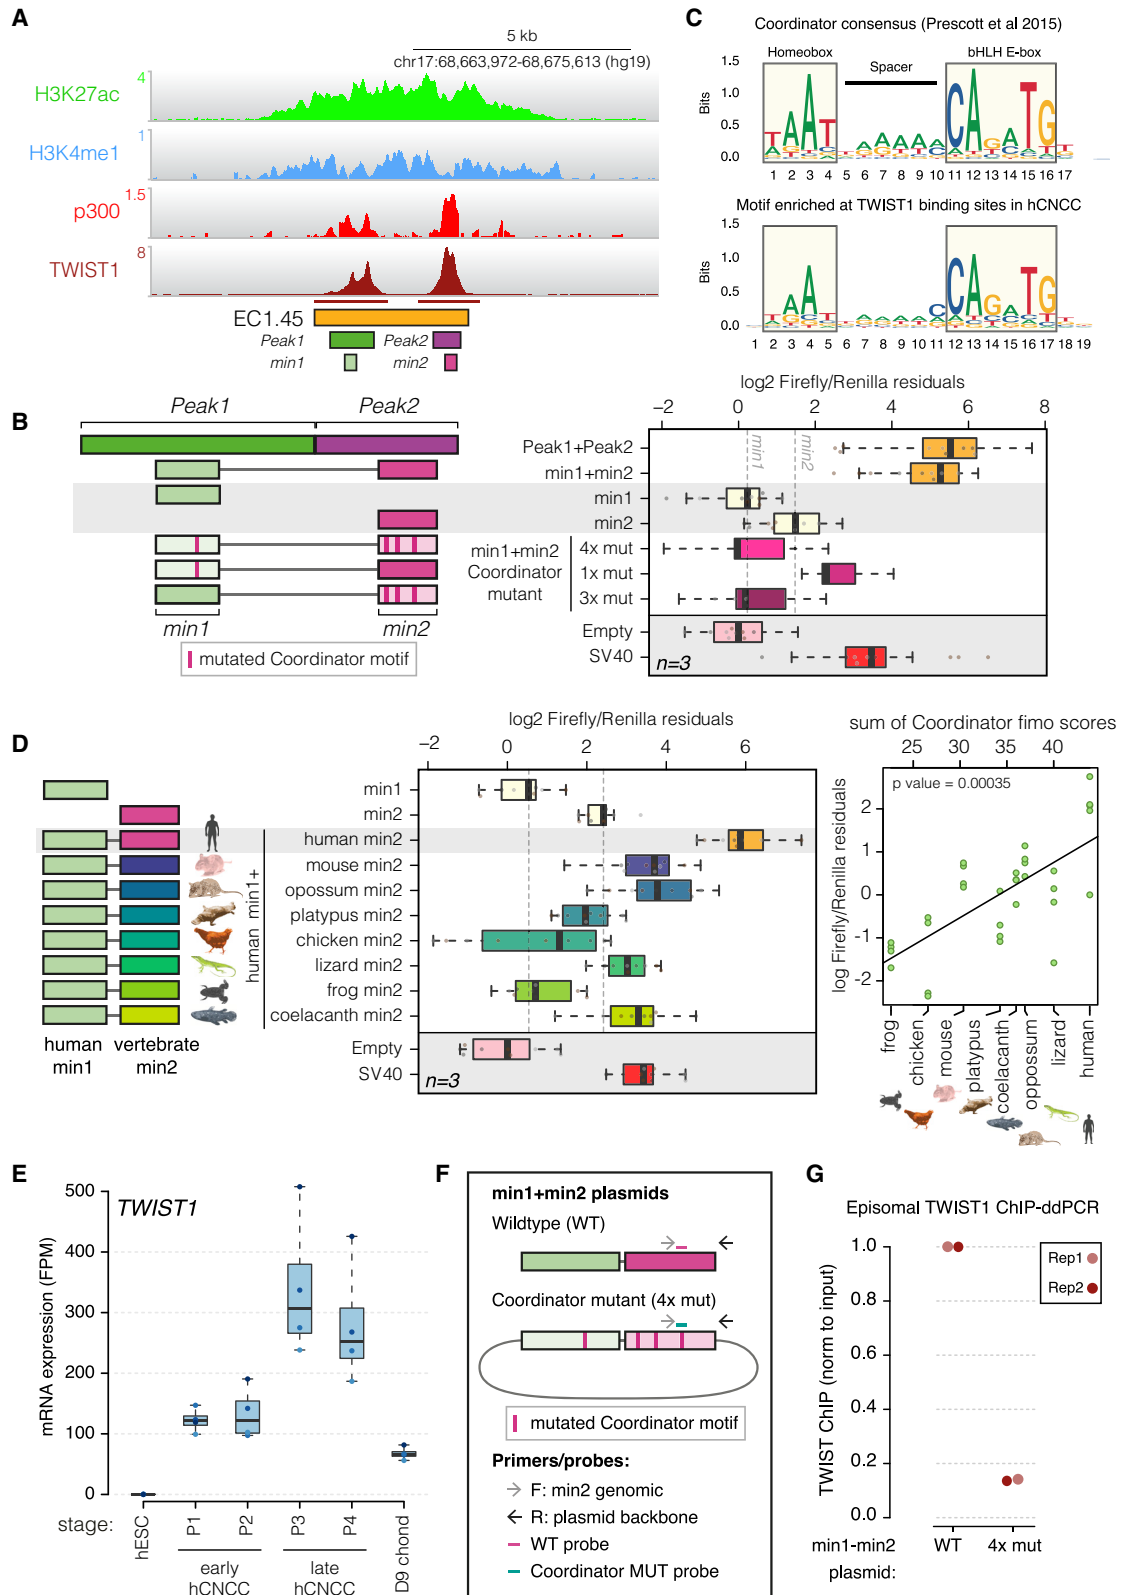 A
5 kb
chr17:68,663,972-68,675,613 (hg19)
H3K27ac
4
H3K4me1
1
p300
1.5
TWIST1
8
EC1.45
Peak1
Peak2
min1
min2
C
Coordinator consensus (Prescott et al 2015)
Homeobox
Spacer
bHLH E-box
Bits
1.5
1.0
0.5
0.0
1 2 3 4 5 6 7 8 9 10 11 12 13 14 15 16 17
Motif enriched at TWIST1 binding sites in hCNCC
Bits
1.5
1.0
0.5
0.0
1 2 3 4 5 6 7 8 9 10 11 12 13 14 15 16 17 18 19
B
Peak1
Peak2
min1
min2
mutated Coordinator motif
log2 Firefly/Renilla residuals
−2 0 2 4 6 8
min1
min2
Peak1+Peak2
min1+min2
min1
min2
min1+min2
Coordinator
mutant
4x mut
1x mut
3x mut
Empty
SV40
n=3
D
human
min1
vertebrate
min2
human min1+
log2 Firefly/Renilla residuals
−2 0 2 4 6
min1
min2
human min2
mouse min2
opossum min2
platypus min2
chicken min2
lizard min2
frog min2
coelacanth min2
Empty
SV40
n=3
sum of Coordinator fimo scores
25 30 35 40
p value = 0.00035
log Firefly/Renilla residuals
2
1
0
-1
-2
frog
chicken
mouse
platypus
coelacanth
oppossum
lizard
human
E
TWIST1
mRNA expression (FPM)
500
400
300
200
100
0
stage:
hESC
P1
P2
P3
P4
D9 chond
early
hCNCC
late
hCNCC
F
min1+min2 plasmids
Wildtype (WT)
Coordinator mutant (4x mut)
mutated Coordinator motif
Primers/probes:
F: min2 genomic
R: plasmid backbone
WT probe
Coordinator MUT probe
G
Episomal TWIST1 ChIP-ddPCR
TWIST ChIP (norm to input)
1.0
0.8
0.6
0.4
0.2
0.0
Rep1
Rep2
min1-min2
plasmid:
WT
4x mut